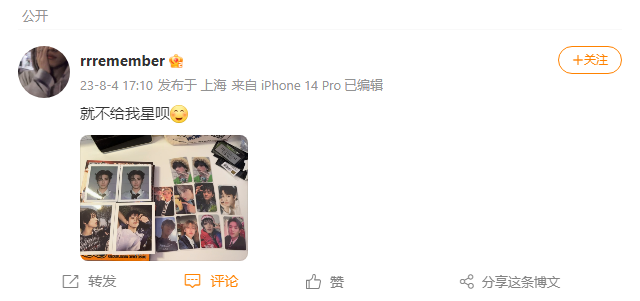 公开
rrremember
+关注
23-8-4 17:10 发布于 上海 来自 iPhone 14 Pro 已编辑
就不给我星呗
转发
评论
赞
分享这条博文